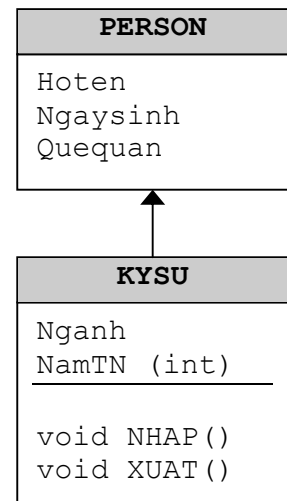 PERSON
Hoten
Ngaysinh
Quequan
KYSU
Nganh
NamTN (int)
void NHAP()
void XUAT()